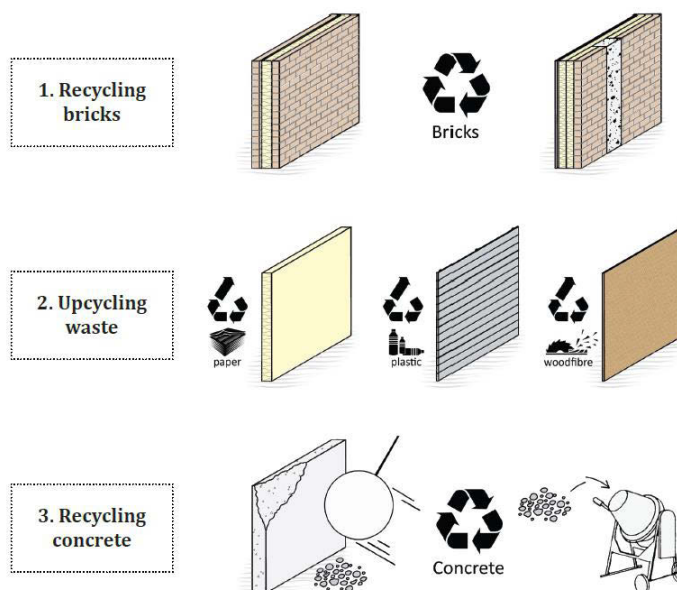 1. Recycling
bricks
Bricks
2. Upcycling
waste
paper
plastic
woodfibre
3. Recycling
concrete
Concrete